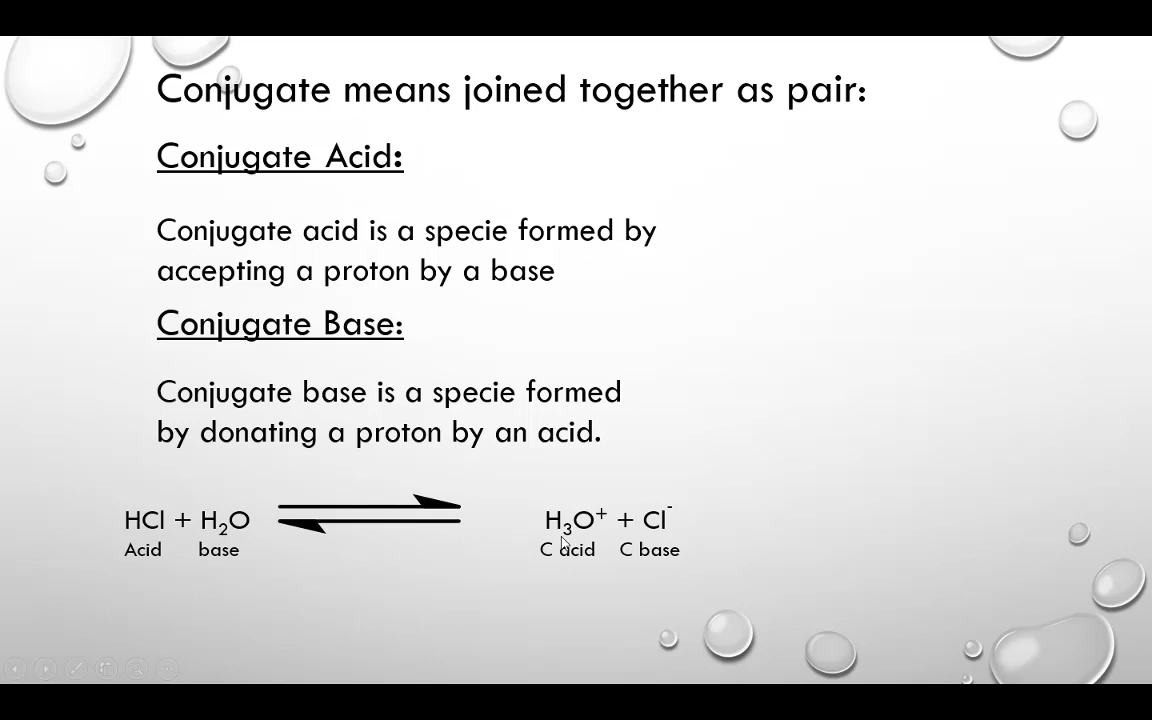 Conjugate means joined together as pair:
Conjugate Acid:
Conjugate acid is a specie formed by
accepting a proton by a base
Conjugate Base:
Conjugate base is a specie formed
by donating a proton by an acid.
HCl + H₂O ⇌ H₃O⁺ + Cl⁻
Acid base C acid C base